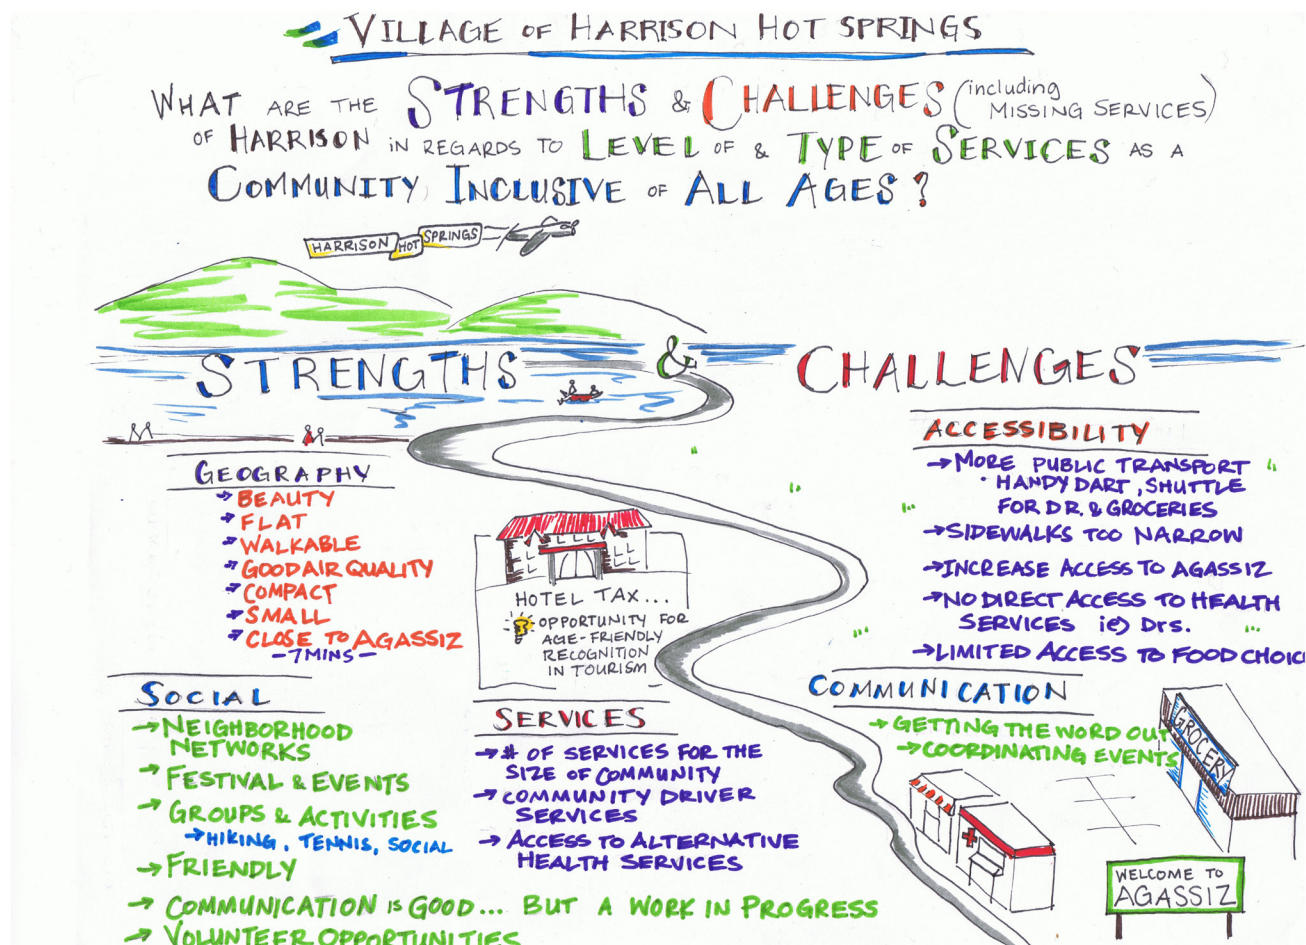 VILLAGE OF HARRISON HOT SPRINGS
WHAT ARE THE STRENGTHS & CHALLENGES (including MISSING SERVICES)
OF HARRISON IN REGARDS TO LEVEL OF & TYPE OF SERVICES AS A
COMMUNITY INCLUSIVE OF ALL AGES?
HARRISON HOT SPRINGS
STRENGTHS & CHALLENGES
GEOGRAPHY
→ BEAUTY
→ FLAT
→ WALKABLE
→ GOOD AIR QUALITY
→ COMPACT
→ SMALL
→ CLOSE TO AGASSIZ
- 7 MINS -
HOTEL TAX...
OPPORTUNITY FOR
AGE-FRIENDLY
RECOGNITION
IN TOURISM
SOCIAL
→ NEIGHBORHOOD
NETWORKS
→ FESTIVAL & EVENTS
→ GROUPS & ACTIVITIES
→ HIKING, TENNIS, SOCIAL
→ FRIENDLY
→ COMMUNICATION IS GOOD... BUT A WORK IN PROGRESS
→ VOLUNTEER OPPORTUNITIES
SERVICES
→ # OF SERVICES FOR THE
SIZE OF COMMUNITY
→ COMMUNITY DRIVER
SERVICES
→ ACCESS TO ALTERNATIVE
HEALTH SERVICES
ACCESSIBILITY
→ MORE PUBLIC TRANSPORT
· HANDY DART, SHUTTLE
FOR DR. & GROCERIES
→ SIDEWALKS TOO NARROW
→ INCREASE ACCESS TO AGASSIZ
→ NO DIRECT ACCESS TO HEALTH
SERVICES ie) Drs.
→ LIMITED ACCESS TO FOOD CHOIC
COMMUNICATION
→ GETTING THE WORD OUT
→ COORDINATING EVENTS
GROCERY
WELCOME TO
AGASSIZ